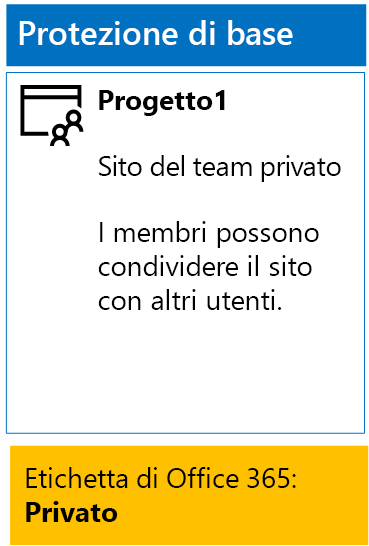 Protezione di base
Progetto1
Sito del team privato
I membri possono
condividere il sito
con altri utenti.
Etichetta di Office 365:
Privato